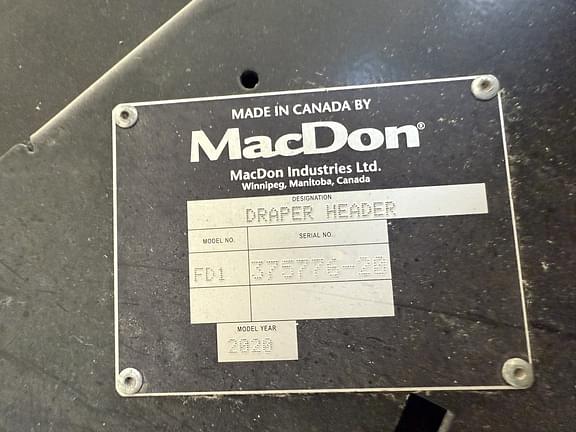 MADE IN CANADA BY
MacDon®
MacDon Industries Ltd.
Winnipeg, Manitoba, Canada
DESIGNATION
DRAPER HEADER
MODEL NO. SERIAL NO.
FD1 375776-20
MODEL YEAR
2020